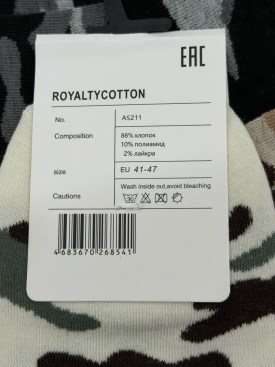 EAC
ROYALTYCOTTON
No. AS211
Composition 88% хлопок
10% полиамид
2% лайкра
size EU 41-47
Wash inside out,avoid bleaching
Cautions
4683670268541